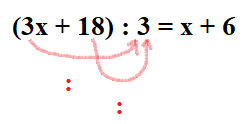 (3x + 18) : 3 = x + 6
:
: